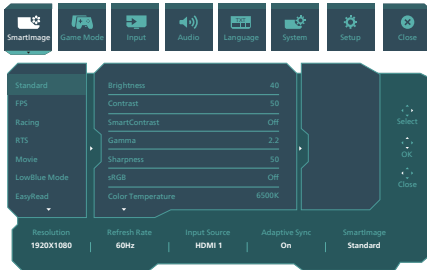 SmartImage
Game Mode
Input
Audio
TXT
Language
System
Setup
Close
Standard
FPS
Racing
RTS
Movie
LowBlue Mode
EasyRead
Brightness 40
Contrast 50
SmartContrast Off
Gamma 2.2
Sharpness 50
sRGB Off
Color Temperature 6500K
Select
OK
Close
Resolution Refresh Rate Input Source Adaptive Sync SmartImage
1920X1080 60Hz HDMI 1 On Standard